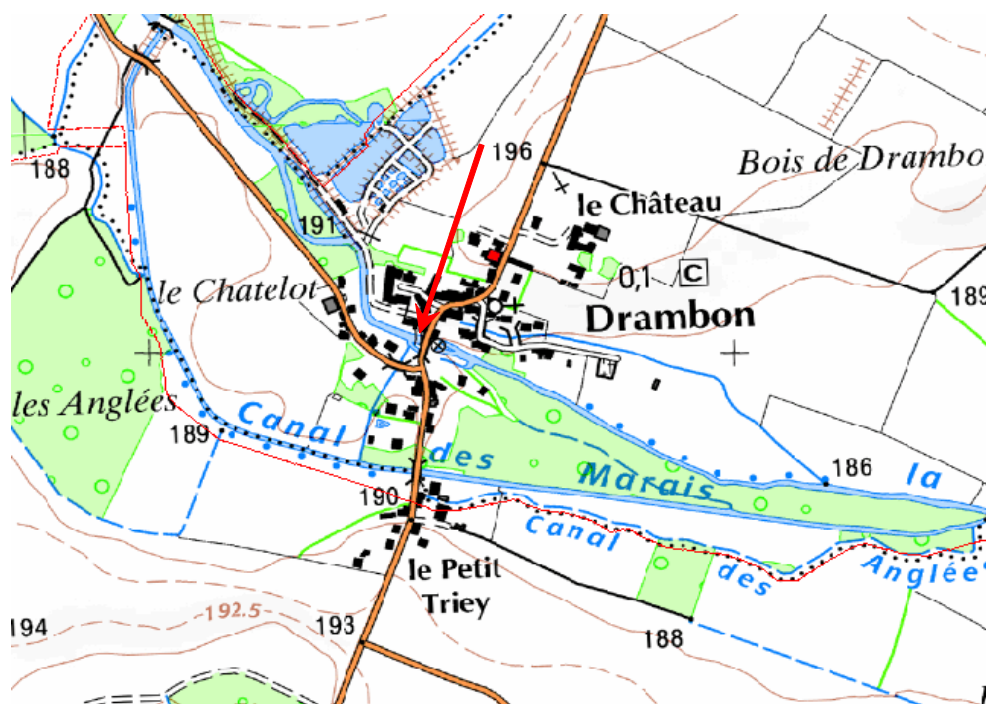 196
Bois de Drambo
188
le Château
191
0,1 C
le Chatelot
189
Drambon
les Anglées
Canal des Marais
189
186
la
190
Canal des Anglée
le Petit
Triey
192.5
194
193
188